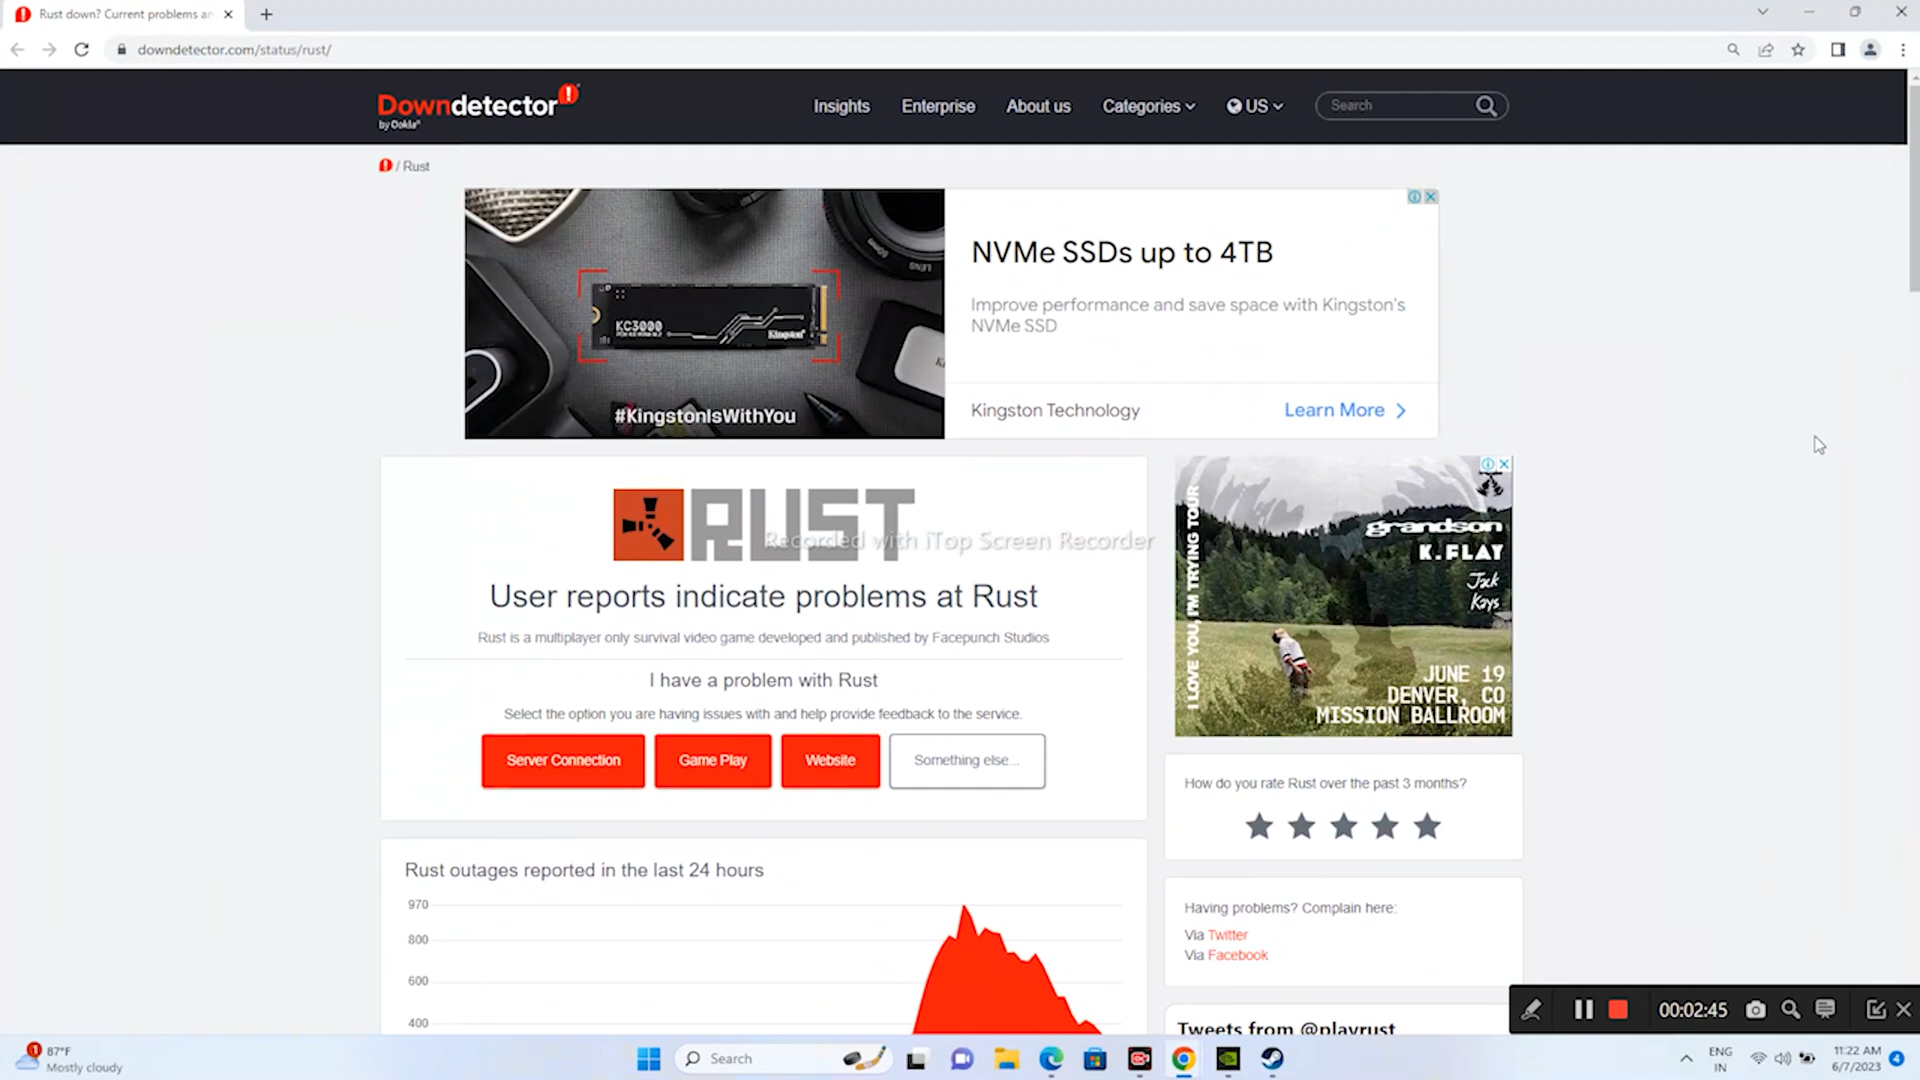 Rust down? Current problems an
downdetector.com/status/rust/
Downdetector
by Ookla
Insights
Enterprise
About us
Categories
US
Search
/ Rust
NVMe SSDs up to 4TB
Improve performance and save space with Kingston's
NVMe SSD
KC3000
Kingston
#KingstonIsWithYou
Kingston Technology
Learn More
RUST
Recorded with iTop Screen Recorder
User reports indicate problems at Rust
Rust is a multiplayer only survival video game developed and published by Facepunch Studios
I have a problem with Rust
Select the option you are having issues with and help provide feedback to the service.
Server Connection
Game Play
Website
Something else...
I LOVE YOU, I'M TRYING TOUR
grandson
K.FLAY
Jack
Kays
JUNE 19
DENVER, CO
MISSION BALLROOM
How do you rate Rust over the past 3 months?
Having problems? Complain here:
Via Twitter
Via Facebook
Tweets from @playrust
Rust outages reported in the last 24 hours
970
800
600
400
00:02:45
1
87°F
Mostly cloudy
Search
ENG
IN
11:22 AM
6/7/2023
4